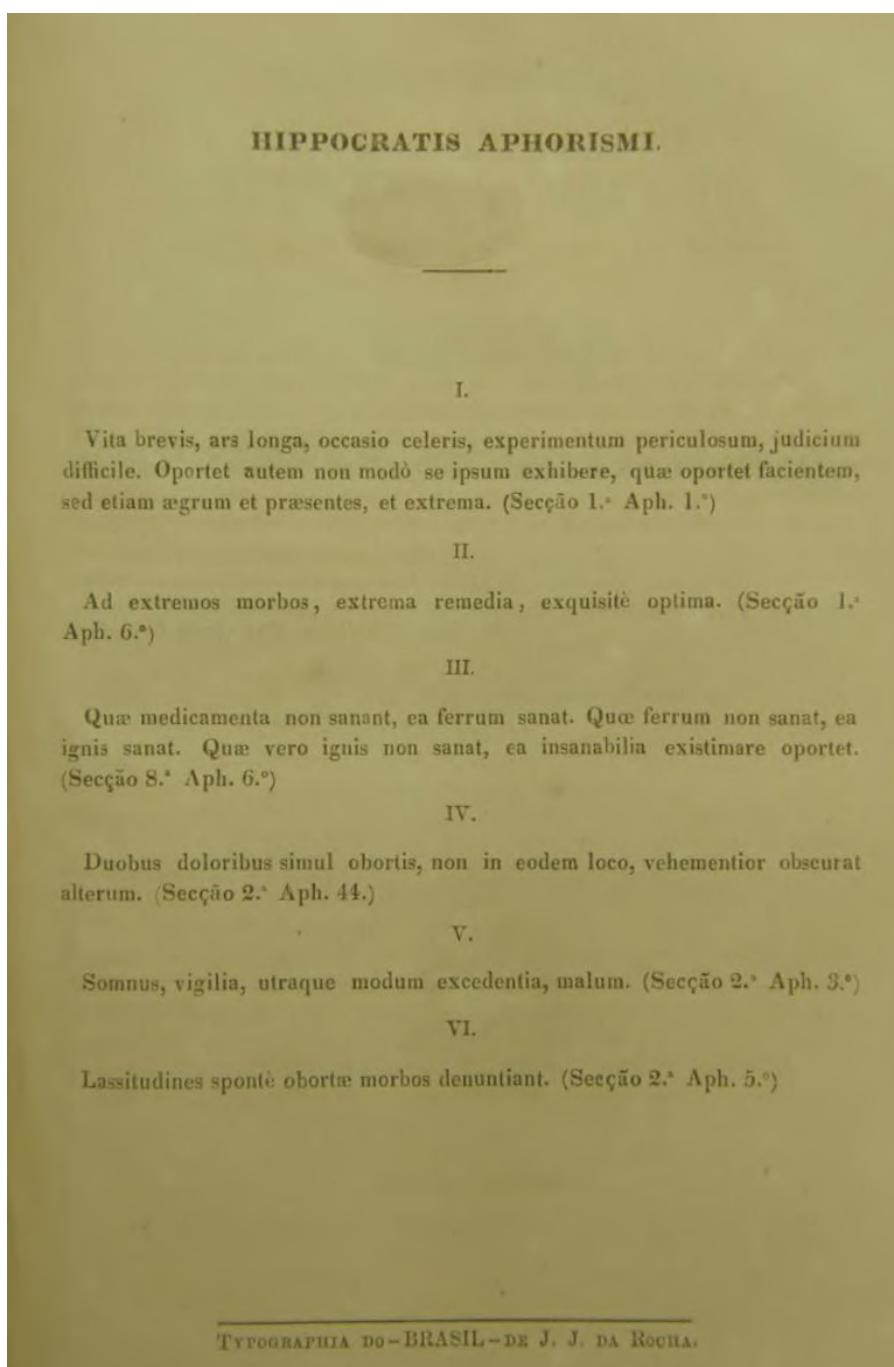 HIPPOCRATIS APHORISMI.
I.
Vita brevis, ars longa, occasio celeris, experimentum periculosum, judicium
difficile. Oportet autem non modò se ipsum exhibere, quæ oportet facientem,
sed etiam ægrum et præsentes, et extrema. (Secção 1.ª Aph. 1.º)
II.
Ad extremos morbos, extrema remedia, exquisitè optima. (Secção 1.ª
Aph. 6.º)
III.
Quæ medicamenta non sanant, ea ferrum sanat. Quœ ferrum non sanat, ea
ignis sanat. Quæ vero ignis non sanat, ea insanabilia existimare oportet.
(Secção 8.ª Aph. 6.º)
IV.
Duobus doloribus simul obortis, non in eodem loco, vehementior obscurat
alterum. (Secção 2.ª Aph. 44.)
V.
Somnus, vigilia, utraque modum excedentia, malum. (Secção 2.ª Aph. 3.º)
VI.
Lassitudines spontè obortæ morbos denuntiant. (Secção 2.ª Aph. 5.º)
TYPOGRAPHIA DO—BRASIL—DE J. J. DA ROCHA.